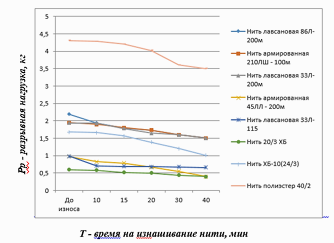 Рр - разрывная нагрузка, кг
5
4,5
4
3,5
3
2,5
2
1,5
1
0,5
0
До износа
10
15
20
30
40
Нить лавсановая 86Л-
200м
Нить армированная
210ЛШ - 100м
Нить лавсановая 33Л-
200м
Нить армированная
45ЛЛ - 200м
Нить лавсановая 33Л-
115
Нить 20/3 ХБ
Нить ХБ-10(24/3)
Нить полиэстер 40/2
Т - время на изнашивание нити, мин